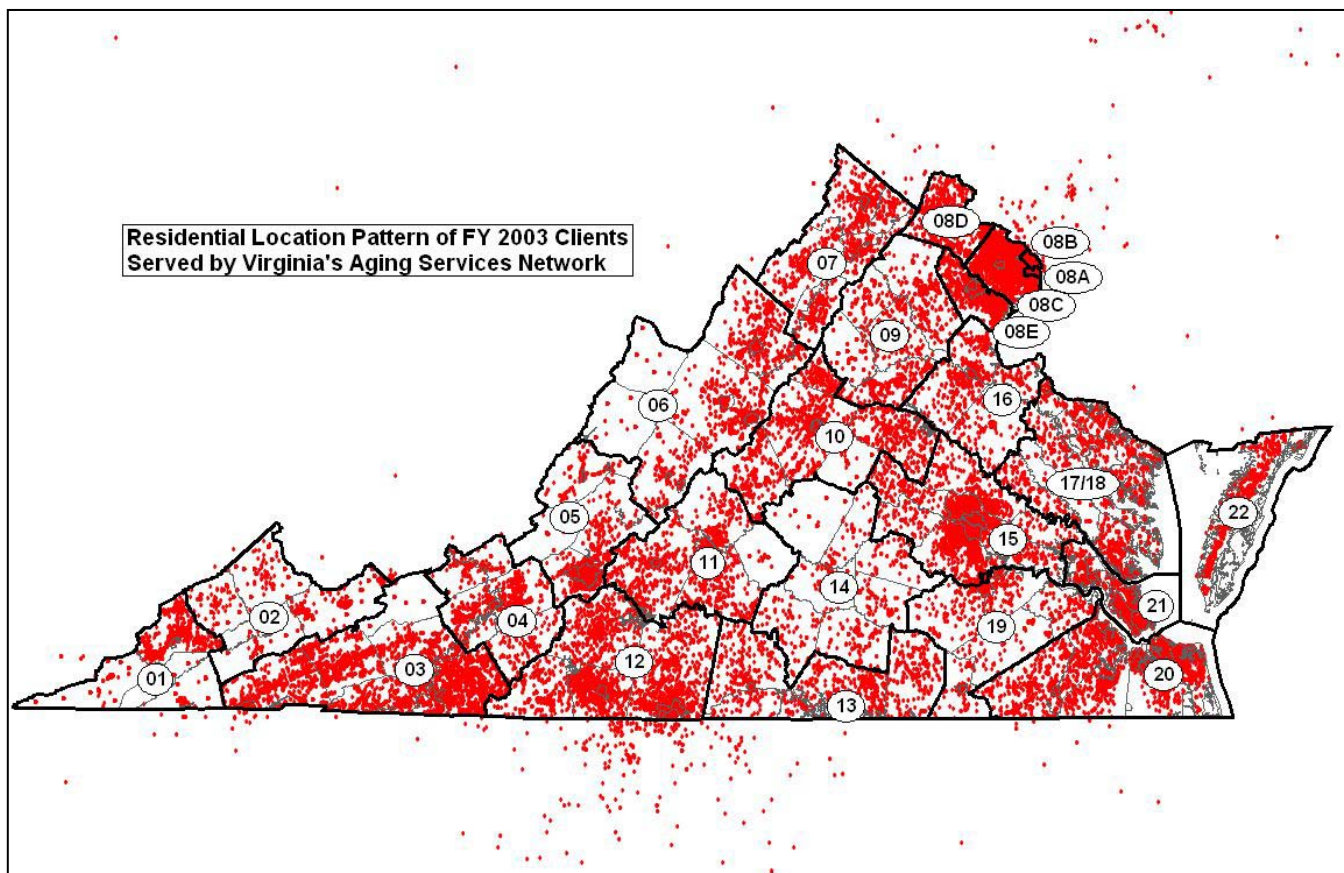 Residential Location Pattern of FY 2003 Clients
Served by Virginia's Aging Services Network
08D
08B
07
08A
08C
08E
09
06
16
10
17/18
05
22
15
11
14
02
21
04
19
12
03
20
01
13